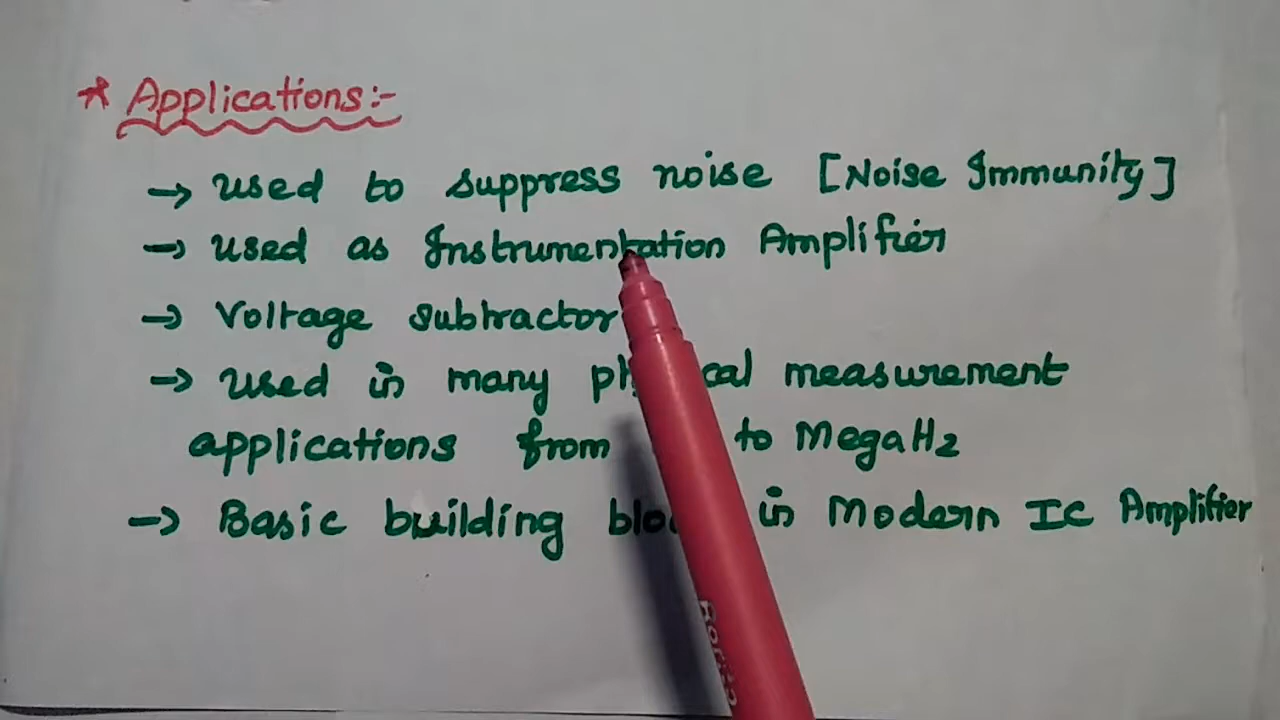 * Applications:-
→ used to suppress noise [Noise Immunity]
→ used as Instrumentation Amplifier
→ Voltage subtractor
→ used in many measurement
applications from to MegaHz
→ Basic building in Modern IC Amplifier